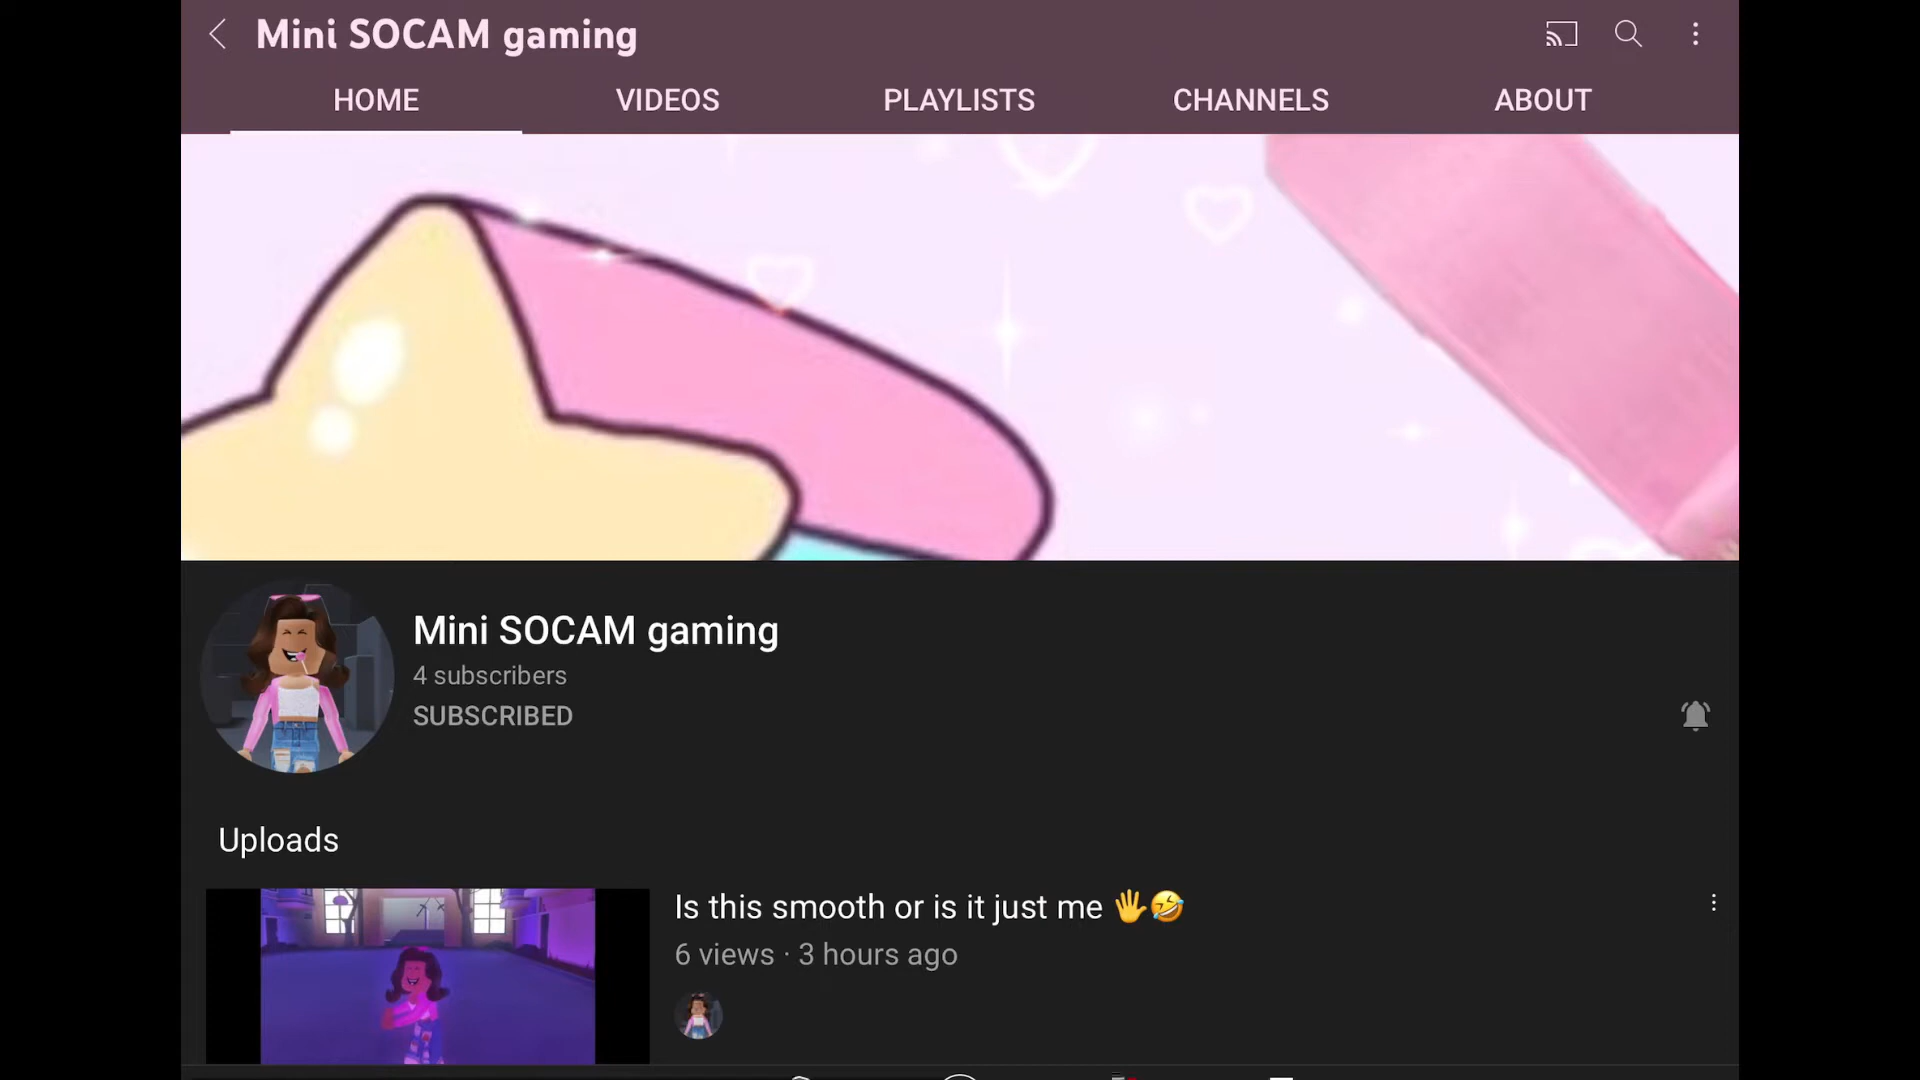 Mini SOCAM gaming
HOME VIDEOS PLAYLISTS CHANNELS ABOUT
Mini SOCAM gaming
4 subscribers
SUBSCRIBED
Uploads
Is this smooth or is it just me 🖐🤣
6 views · 3 hours ago